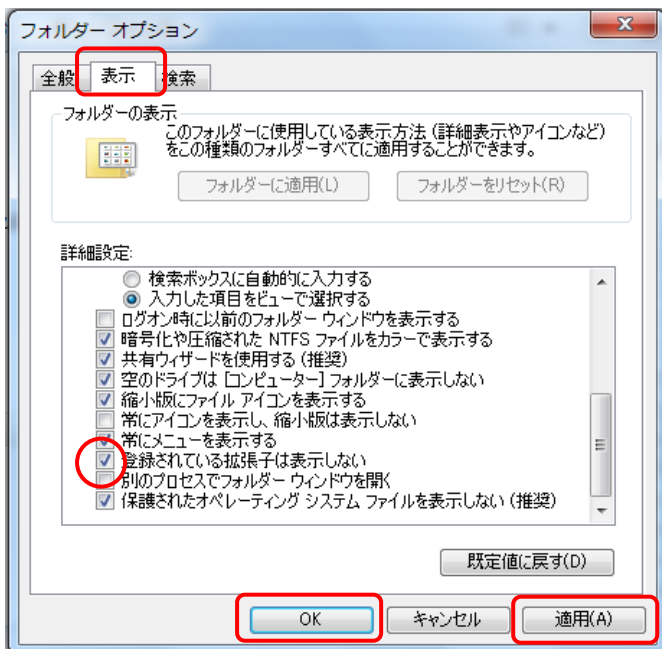 フォルダー オプション
全般 表示 検索
フォルダーの表示
このフォルダーに使用している表示方法 (詳細表示やアイコンなど)
をこの種類のフォルダーすべてに適用することができます。
フォルダーに適用(L) フォルダーをリセット(R)
詳細設定:
検索ボックスに自動的に入力する
入力した項目をビューで選択する
ログオン時に以前のフォルダー ウィンドウを表示する
暗号化や圧縮された NTFS ファイルをカラーで表示する
共有ウィザードを使用する (推奨)
空のドライブは [コンピューター] フォルダーに表示しない
縮小版にファイル アイコンを表示する
常にアイコンを表示し、縮小版は表示しない
常にメニューを表示する
登録されている拡張子は表示しない
別のプロセスでフォルダー ウィンドウを開く
保護されたオペレーティング システム ファイルを表示しない (推奨)
既定値に戻す(D)
OK キャンセル 適用(A)